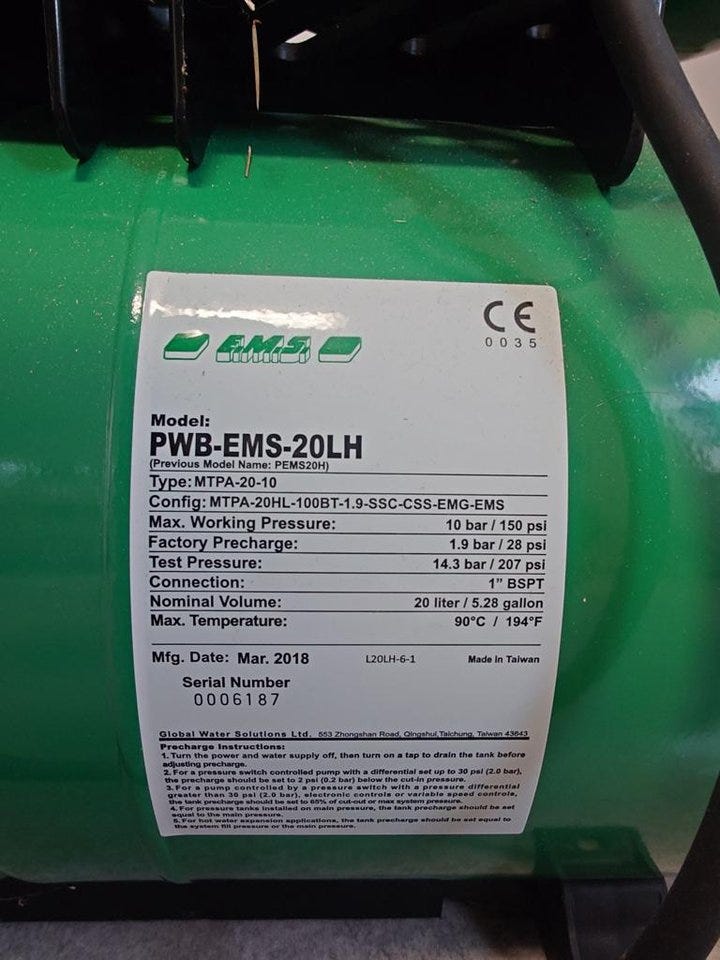 CE
0035
EMS
Model:
PWB-EMS-20LH
(Previous Model Name: PEMS20H)
Type: MTPA-20-10
Config: MTPA-20HL-100BT-1.9-SSC-CSS-EMG-EMS
Max. Working Pressure: 10 bar / 150 psi
Factory Precharge: 1.9 bar / 28 psi
Test Pressure: 14.3 bar / 207 psi
Connection: 1” BSPT
Nominal Volume: 20 liter / 5.28 gallon
Max. Temperature: 90°C / 194°F
Mfg. Date: Mar. 2018 L20LH-6-1 Made in Taiwan
Serial Number
0006187
Global Water Solutions Ltd. 553 Zhongshan Road, Qingshui,Taichung, Taiwan 43643
Precharge Instructions:
1. Turn the power and water supply off, then turn on a tap to drain the tank before
adjusting precharge.
2. For a pressure switch controlled pump with a differential set up to 30 psi (2.0 bar),
the precharge should be set to 2 psi (0.2 bar) below the cut-in pressure.
3. For a pump controlled by a pressure switch with a pressure differential
greater than 30 psi (2.0 bar), electronic controls or variable speed controls,
the tank precharge should be set to 65% of cut-out or max system pressure.
4. For pressure tanks installed on main pressure, the tank precharge should be set
equal to the main pressure.
5. For hot water expansion applications, the tank precharge should be set equal to
the system fill pressure or the main pressure.